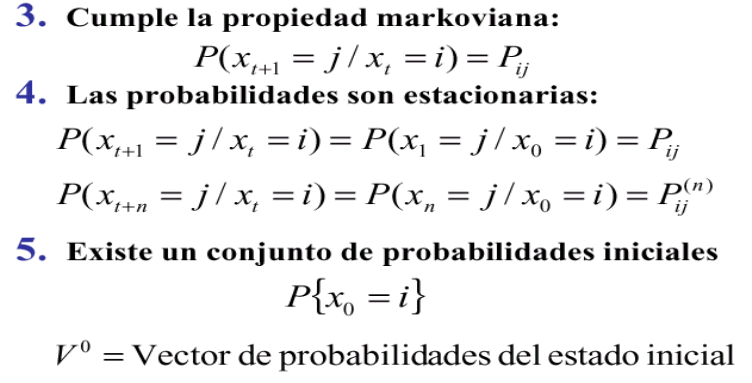 3. Cumple la propiedad markoviana:
P(x_{t+1} = j / x_t = i) = P_{ij}
4. Las probabilidades son estacionarias:
P(x_{t+1} = j / x_t = i) = P(x_1 = j / x_0 = i) = P_{ij}
P(x_{t+n} = j / x_t = i) = P(x_n = j / x_0 = i) = P_{ij}^{(n)}
5. Existe un conjunto de probabilidades iniciales
P{x_0 = i}
V^0 = Vector de probabilidades del estado inicial